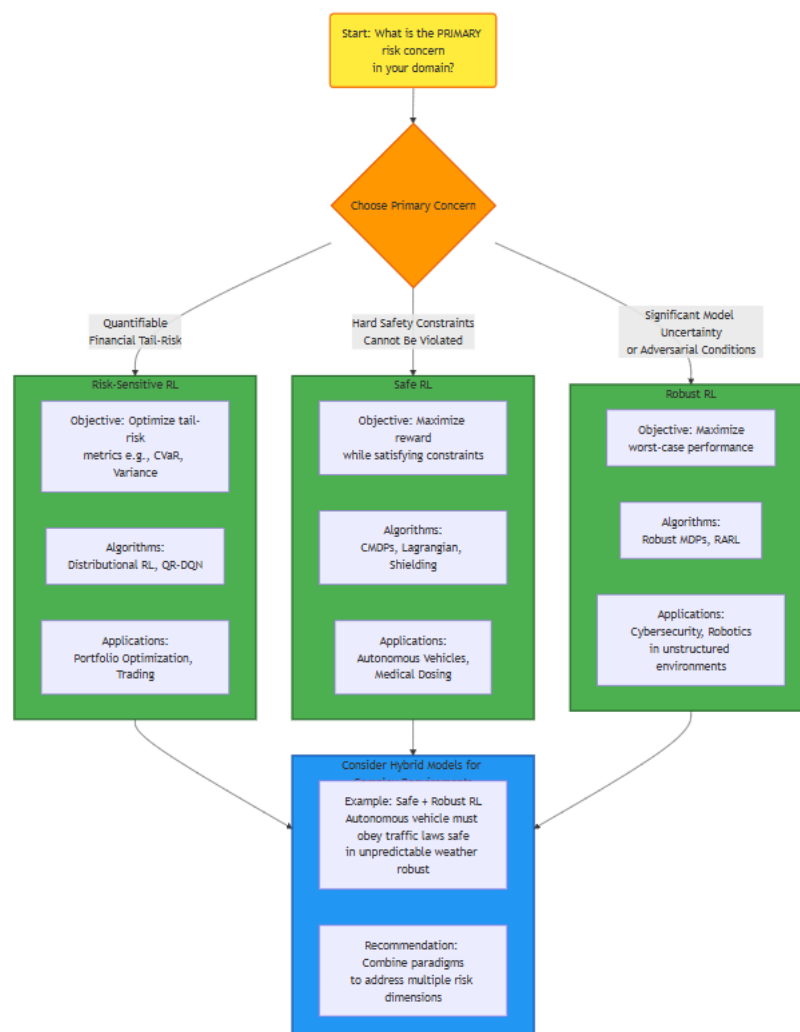 Start: What is the PRIMARY
risk concern
in your domain?
Choose Primary Concern
Quantifiable
Financial Tail-Risk
Hard Safety Constraints
Cannot Be Violated
Significant Model
Uncertainty
or Adversarial Conditions
Risk-Sensitive RL
Objective: Optimize tail-
risk
metrics e.g., CVaR,
Variance
Algorithms:
Distributional RL, QR-DQN
Applications:
Portfolio Optimization,
Trading
Safe RL
Objective: Maximize
reward
while satisfying constraints
Algorithms:
CMDPs, Lagrangian,
Shielding
Applications:
Autonomous Vehicles,
Medical Dosing
Robust RL
Objective: Maximize
worst-case performance
Algorithms:
Robust MDPs, RARL
Applications:
Cybersecurity, Robotics
in unstructured
environments
Consider Hybrid Models for
Example: Safe + Robust RL
Autonomous vehicle must
obey traffic laws safe
in unpredictable weather
robust
Recommendation:
Combine paradigms
to address multiple risk
dimensions